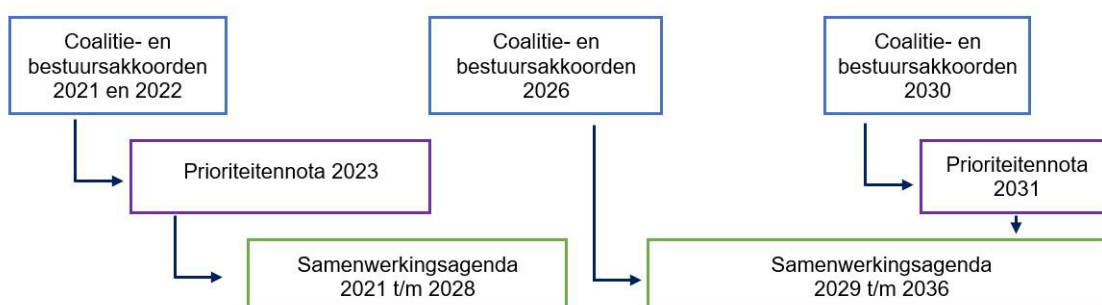 Coalitie- en
bestuursakkoorden
2021 en 2022
Coalitie- en
bestuursakkoorden
2026
Coalitie- en
bestuursakkoorden
2030
Prioriteitennota 2023
Prioriteitennota
2031
Samenwerkingsagenda
2021 t/m 2028
Samenwerkingsagenda
2029 t/m 2036